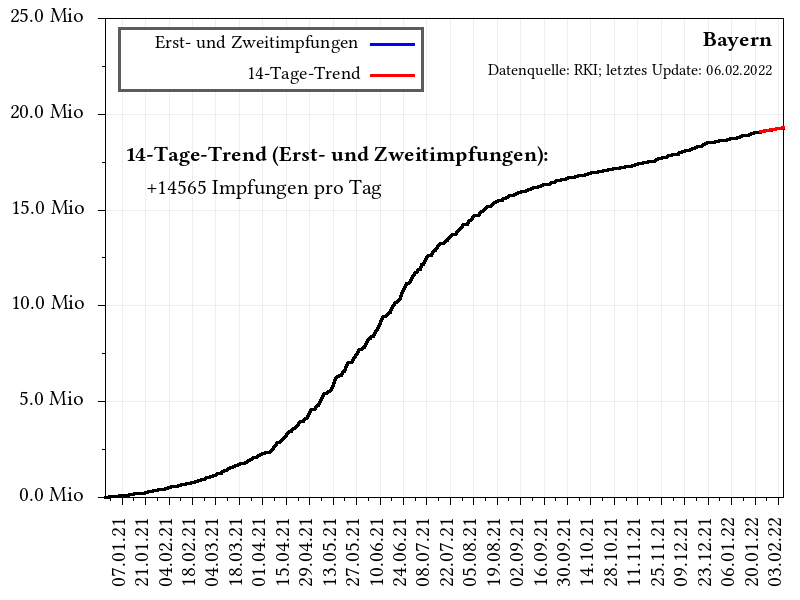 25.0 Mio
Erst- und Zweitimpfungen
14-Tage-Trend
Bayern
Datenquelle: RKI; letztes Update: 06.02.2022
20.0 Mio
14-Tage-Trend (Erst- und Zweitimpfungen):
+14565 Impfungen pro Tag
15.0 Mio
10.0 Mio
5.0 Mio
0.0 Mio
07.01.21
21.01.21
04.02.21
18.02.21
04.03.21
18.03.21
01.04.21
15.04.21
29.04.21
13.05.21
27.05.21
10.06.21
24.06.21
08.07.21
22.07.21
05.08.21
19.08.21
02.09.21
16.09.21
30.09.21
14.10.21
28.10.21
11.11.21
25.11.21
09.12.21
23.12.21
06.01.22
20.01.22
03.02.22